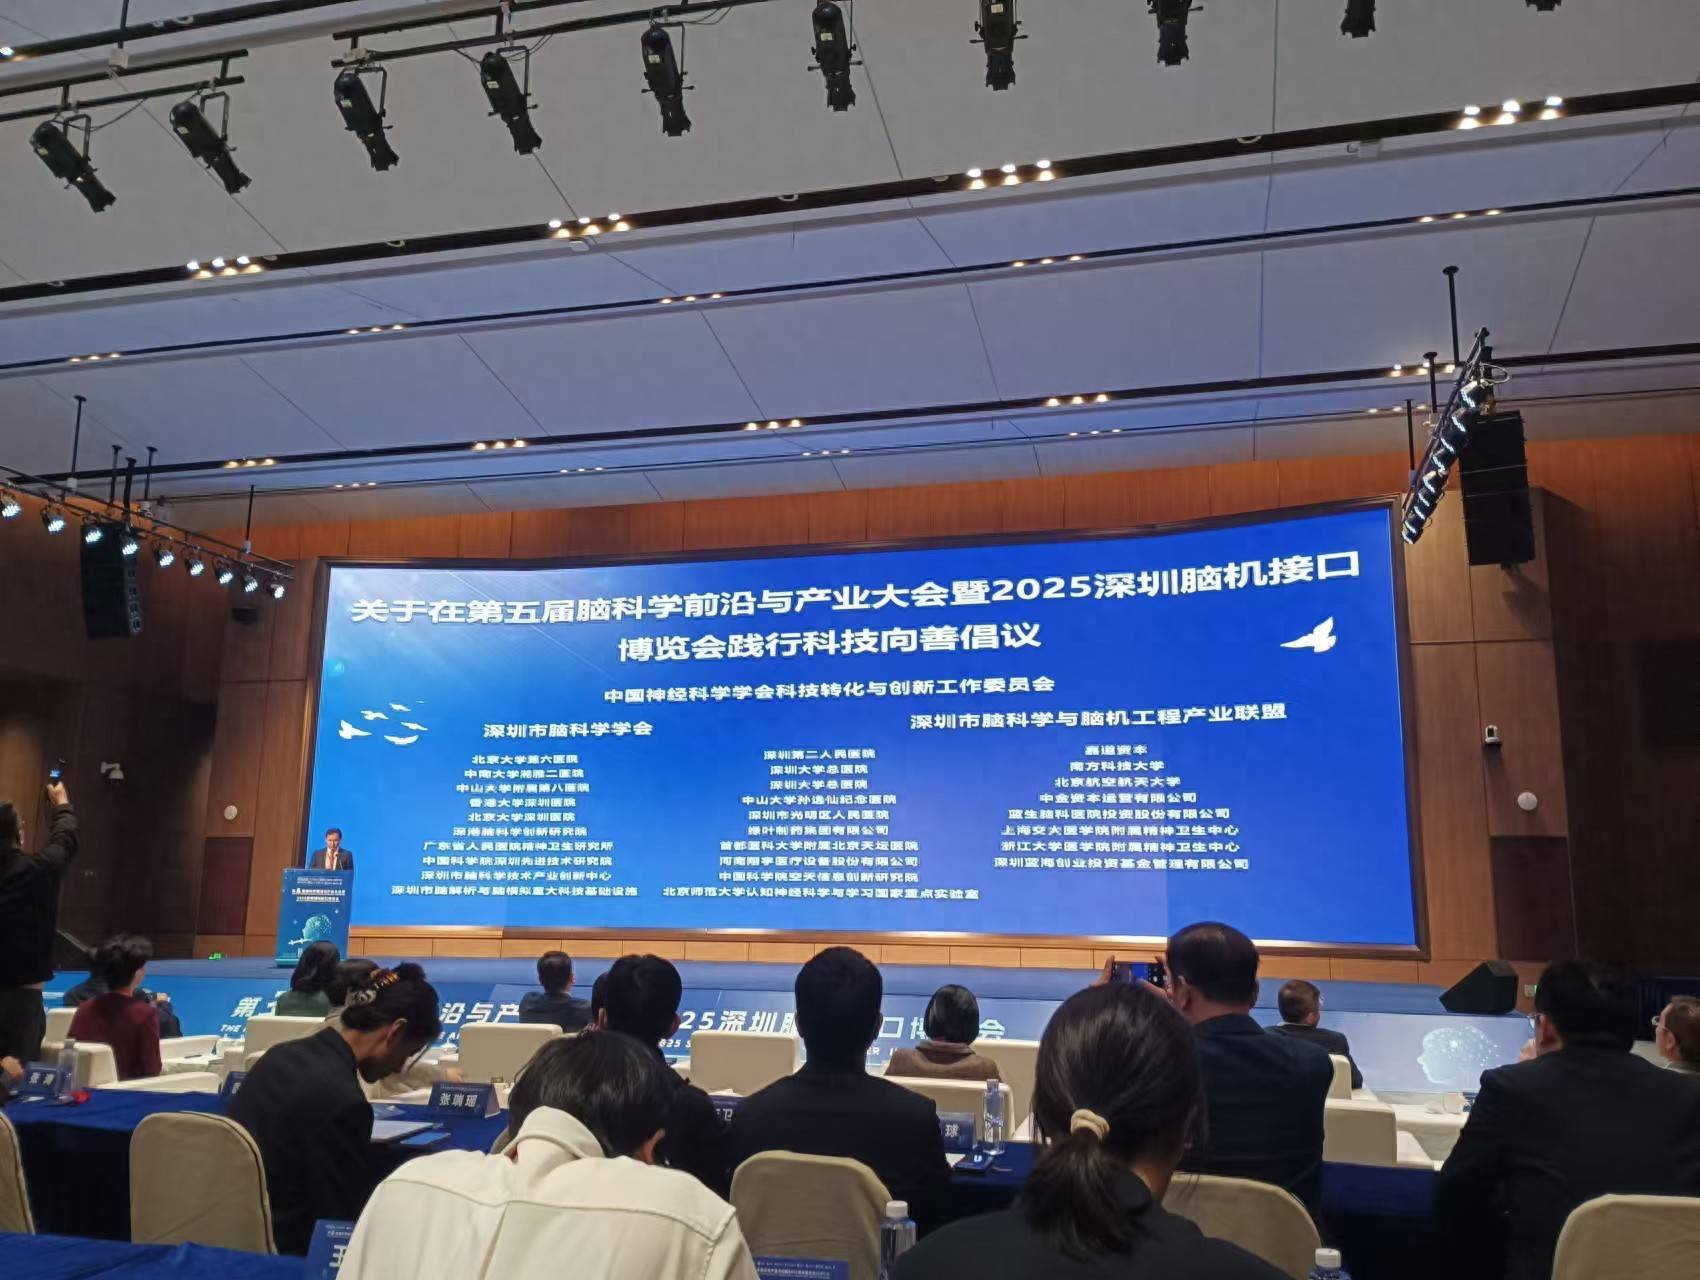 关于在第五届脑科学前沿与产业大会暨2025深圳脑机接口
博览会践行科技向善倡议
中国神经科学学会科技转化与创新工作委员会
深圳市脑科学学会
深圳市脑科学与脑机工程产业联盟
北京大学第六医院
中南大学湘雅二医院
中山大学附属第八医院
香港大学深圳医院
北京大学深圳医院
深港脑科学创新研究院
广东省人民医院精神卫生研究所
中国科学院深圳先进技术研究院
深圳市脑科学技术产业创新中心
深圳市脑解析与脑模拟重大科技基础设施
深圳第二人民医院
深圳大学总医院
深圳大学总医院
中山大学孙逸仙纪念医院
深圳市光明区人民医院
绿叶制药集团有限公司
首都医科大学附属北京天坛医院
河南翔宇医疗设备股份有限公司
中国科学院空天信息创新研究院
北京师范大学认知神经科学与学习国家重点实验室
嘉道资本
南方科技大学
北京航空航天大学
中金资本运营有限公司
蓝生脑科医院投资股份有限公司
上海交大医学院附属精神卫生中心
浙江大学医学院附属精神卫生中心
深圳蓝海创业投资基金管理有限公司
第
沿与产
25深圳脑
口博
会
THE
025 S
张涛
张瑞瑶
卫
球
王